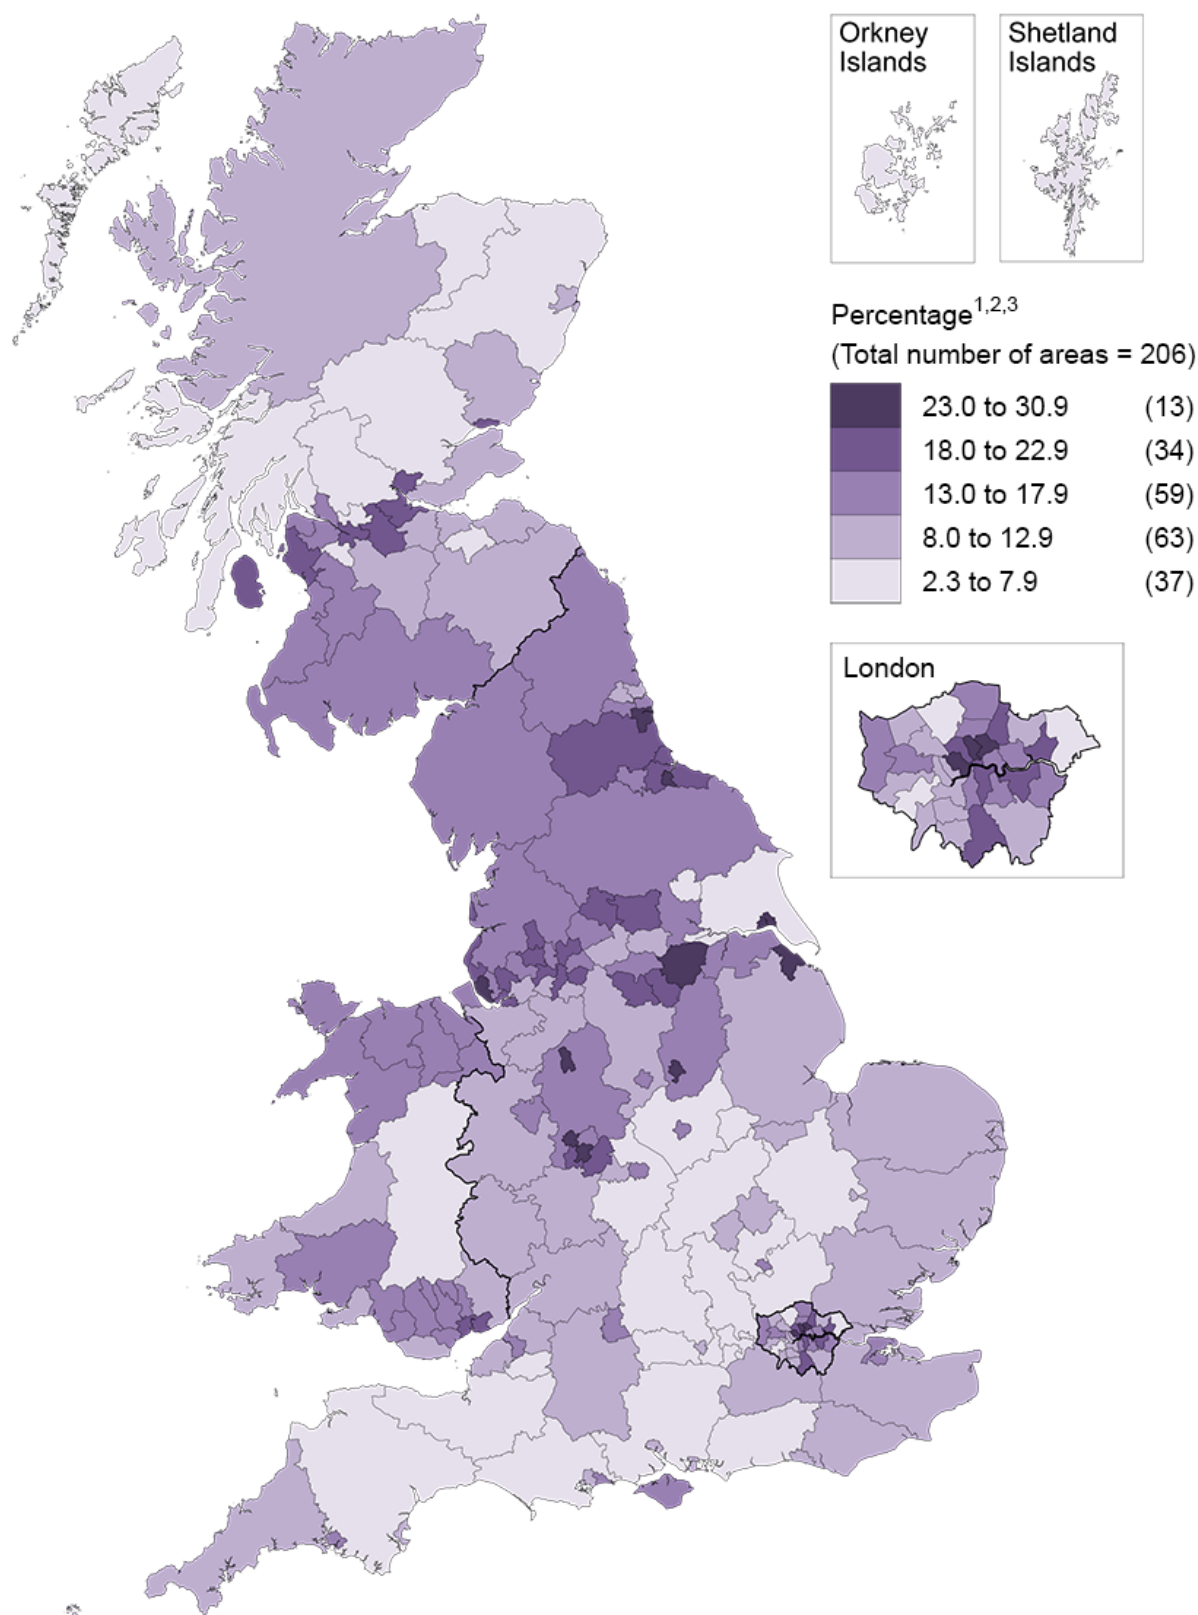 Orkney
Islands
Shetland
Islands
Percentage1,2,3
(Total number of areas = 206)
23.0 to 30.9 (13)
18.0 to 22.9 (34)
13.0 to 17.9 (59)
8.0 to 12.9 (63)
2.3 to 7.9 (37)
London